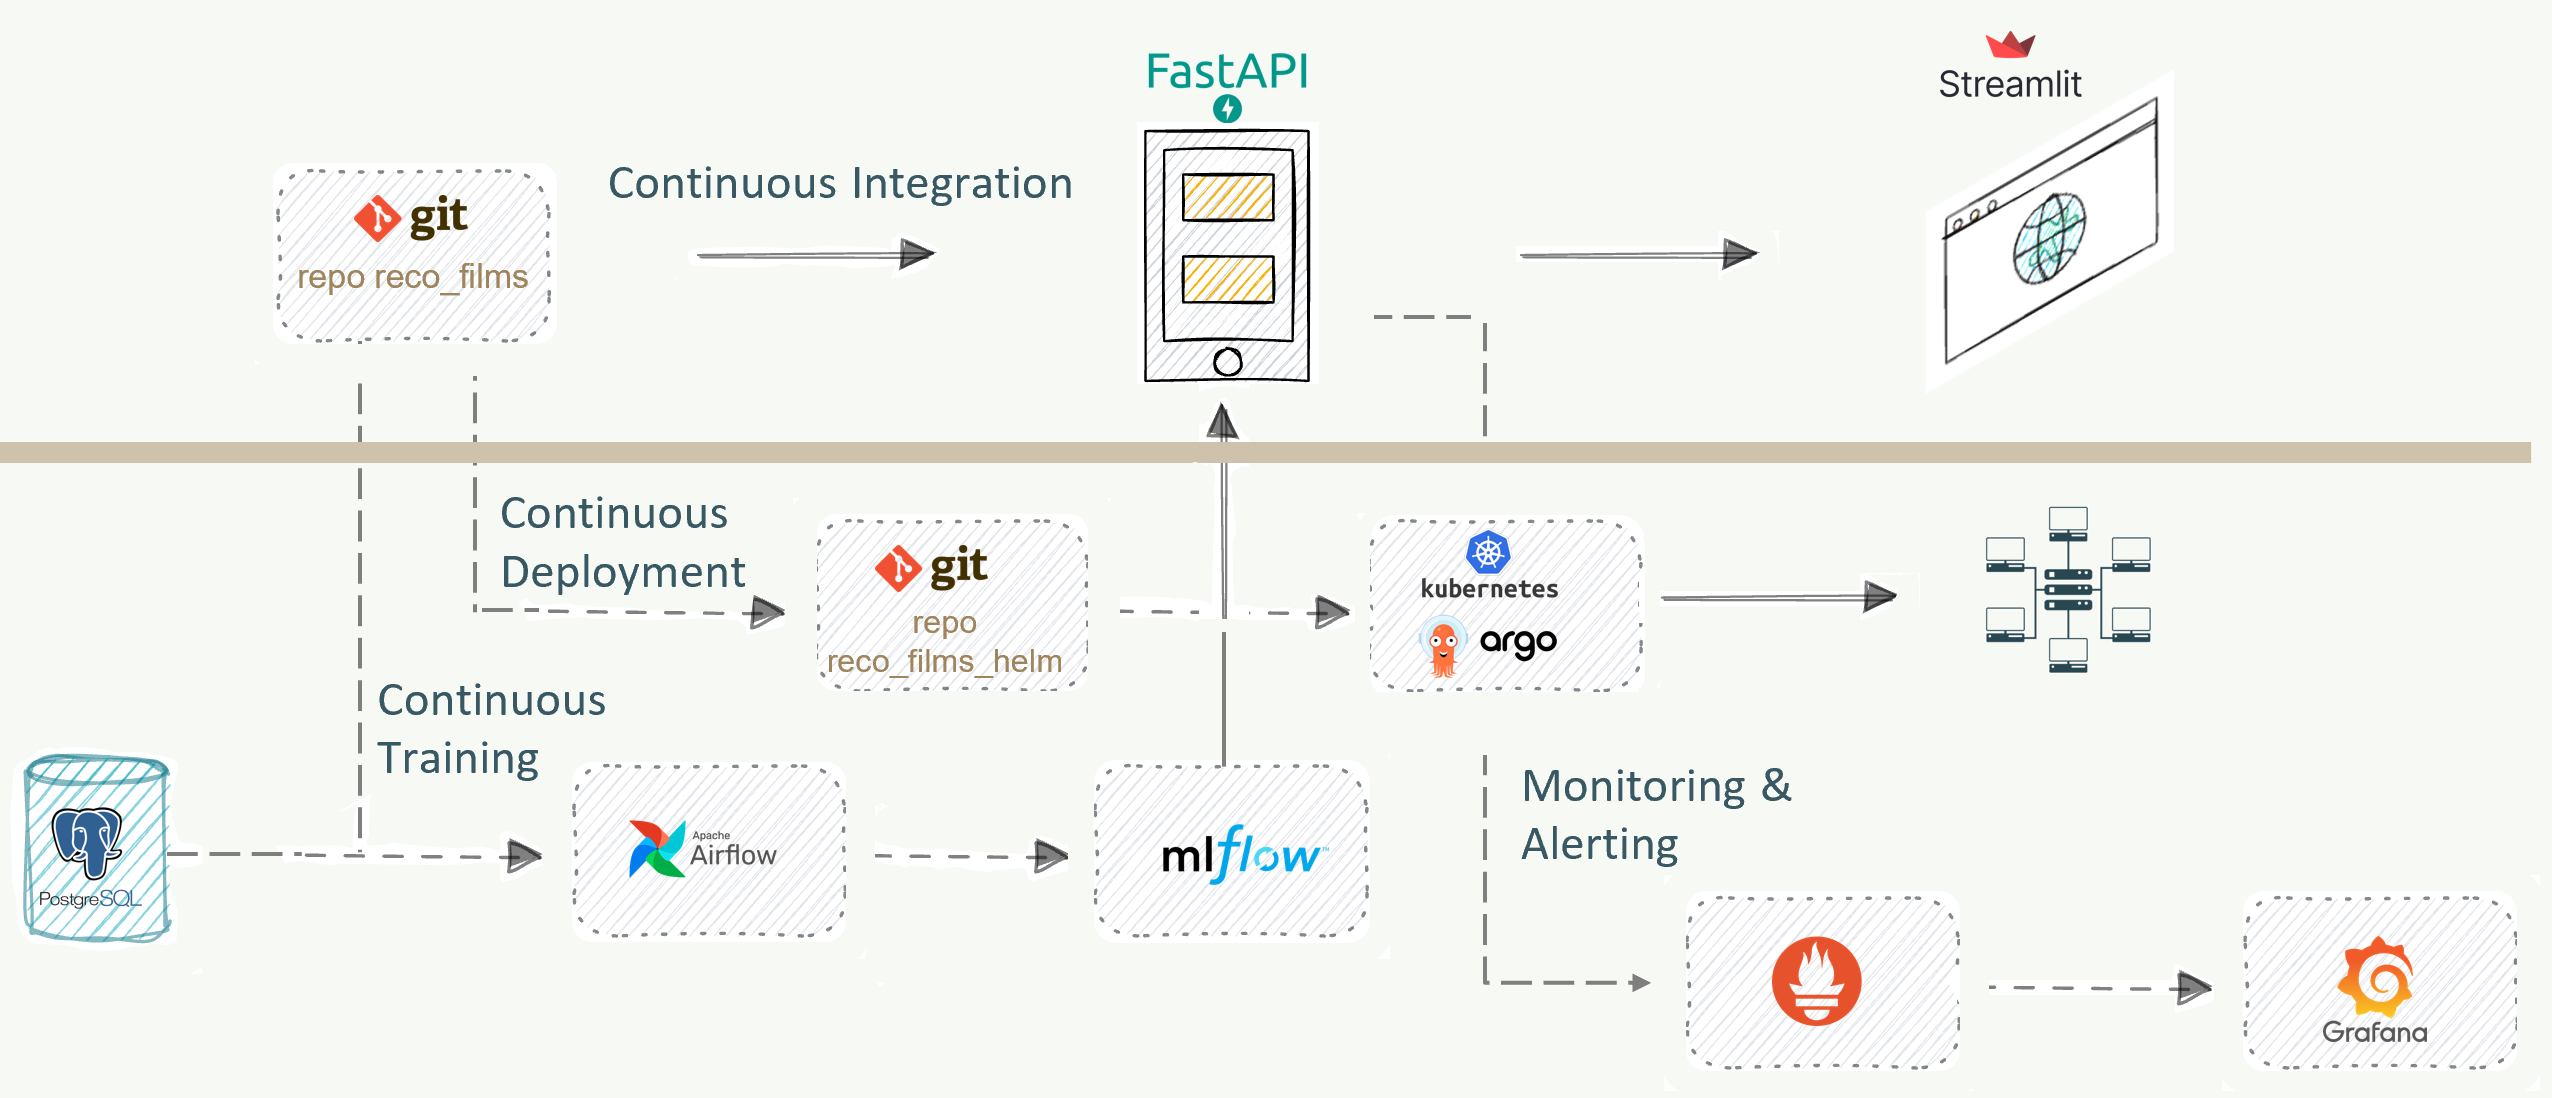 FastAPI
Streamlit
git
repo reco_films
Continuous Integration
Continuous
Deployment
git
repo
reco_films_helm
kubernetes
argo
Continuous
Training
PostgreSQL
Apache
Airflow
mlflow™
Monitoring &
Alerting
Grafana